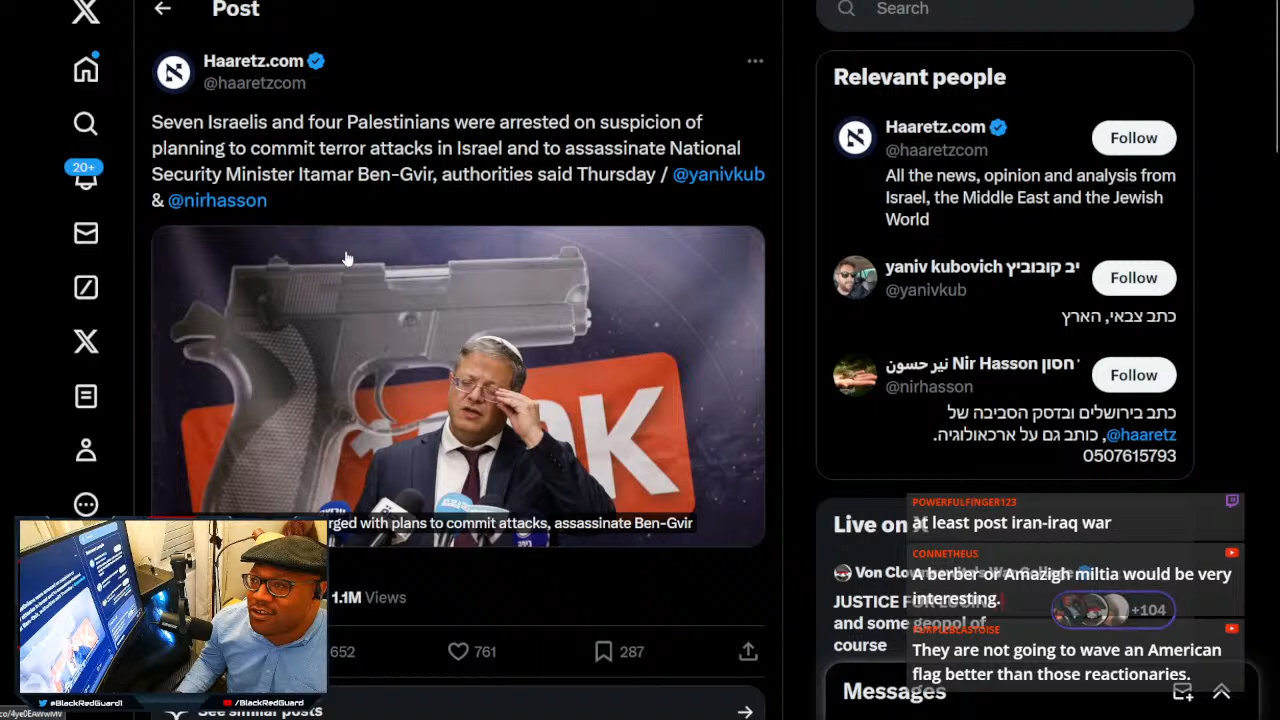 Post
Search
Haaretz.com
@haaretzcom
Seven Israelis and four Palestinians were arrested on suspicion of
planning to commit terror attacks in Israel and to assassinate National
Security Minister Itamar Ben-Gvir, authorities said Thursday / @yanivkub
& @nirhasson
20+
K
rged with plans to commit attacks, assassinate Ben-Gvir
1.1M Views
652
761
287
See similar posts
Relevant people
Haaretz.com
@haaretzcom
Follow
All the news, opinion and analysis from
Israel, the Middle East and the Jewish
World
יב קובוביץ yaniv kubovich
@yanivkub
Follow
כתב צבאי, הארץ
Nir Hasson ניר חסון نير حسون
@nirhasson
Follow
כתב בירושלים ובדסק הסביבה של
@haaretz, כותב גם על ארכאולוגיה.
0507615793
Live on
Von
JUSTICE
and some geopol of
course
+104
Messages
POWERFULFINGER123
at least post iran-iraq war
CONNETHEUS
A berber or Amazigh miltia would be very
interesting.
PURPLEBLASTOISE
They are not going to wave an American
flag better than those reactionaries.
@BlackRedGuard1
/BlackRedGuard